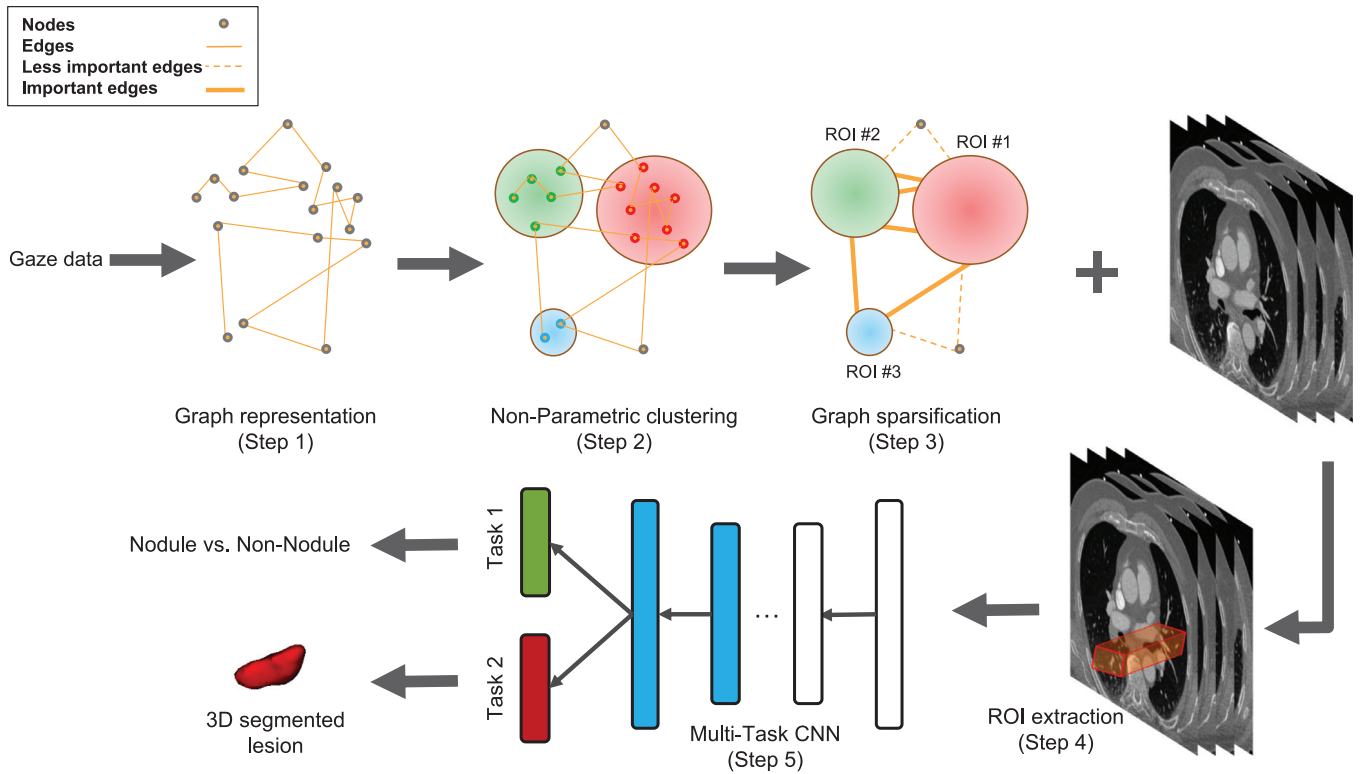 Nodes
Edges
Less important edges
Important edges
ROI #2
ROI #1
Gaze data
ROI #3
Graph representation
(Step 1)
Non-Parametric clustering
(Step 2)
Graph sparsification
(Step 3)
Task 1
Nodule vs. Non-Nodule
...
Task 2
3D segmented
lesion
Multi-Task CNN
(Step 5)
ROI extraction
(Step 4)